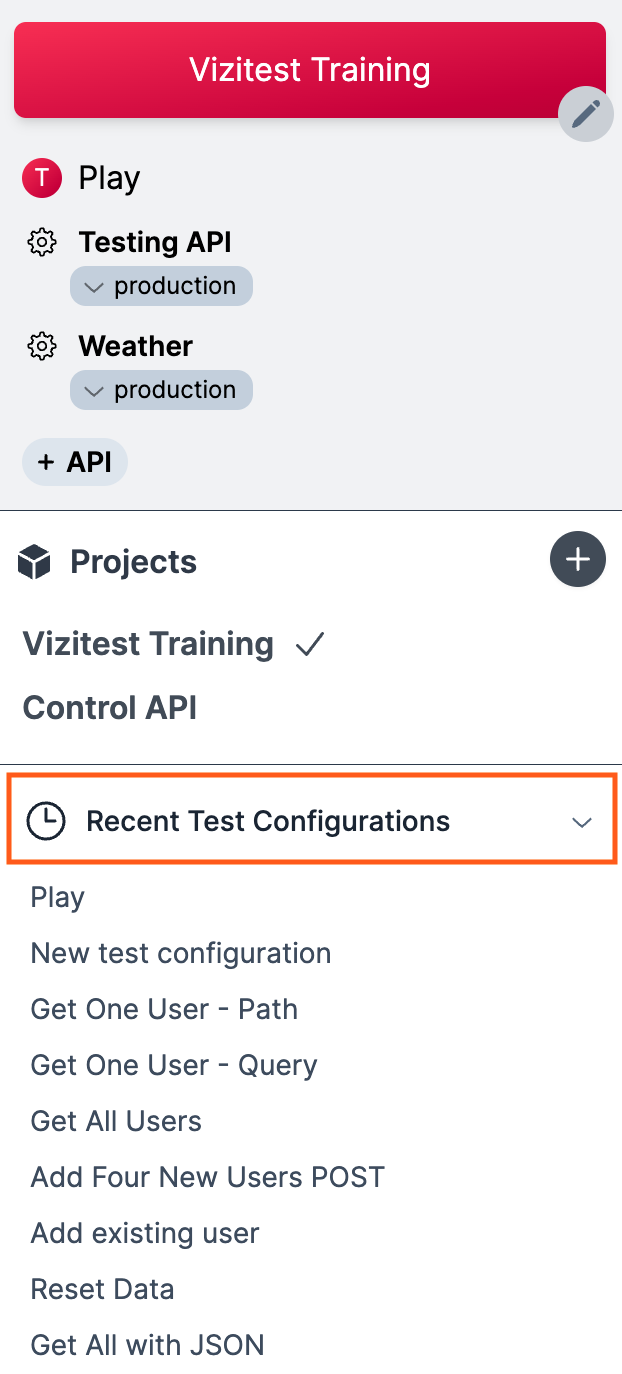 Vizitest Training
T Play
Testing API
production
Weather
production
+ API
Projects
Vizitest Training
Control API
Recent Test Configurations
Play
New test configuration
Get One User - Path
Get One User - Query
Get All Users
Add Four New Users POST
Add existing user
Reset Data
Get All with JSON